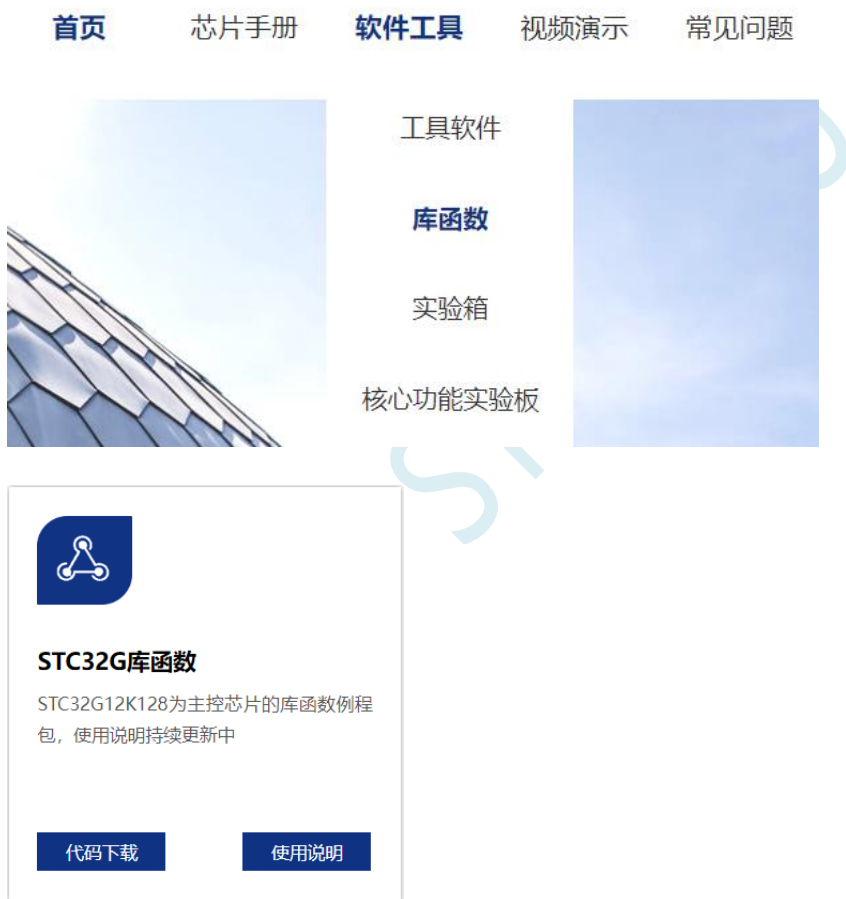 首页 芯片手册 软件工具 视频演示 常见问题
工具软件
库函数
实验箱
核心功能实验板
STC32G库函数
STC32G12K128为主控芯片的库函数例程
包，使用说明持续更新中
代码下载 使用说明